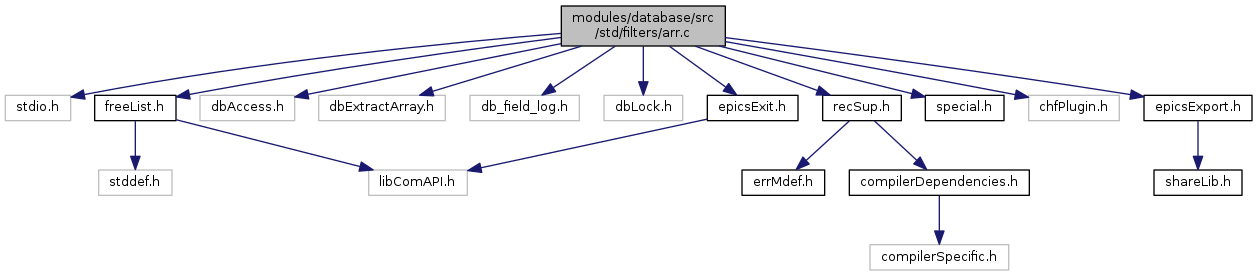 modules/database/src
/std/filters/arr.c
stdio.h
freeList.h
dbAccess.h
dbExtractArray.h
db_field_log.h
dbLock.h
epicsExit.h
recSup.h
special.h
chfPlugin.h
epicsExport.h
stddef.h
libComAPI.h
errMdef.h
compilerDependencies.h
shareLib.h
compilerSpecific.h